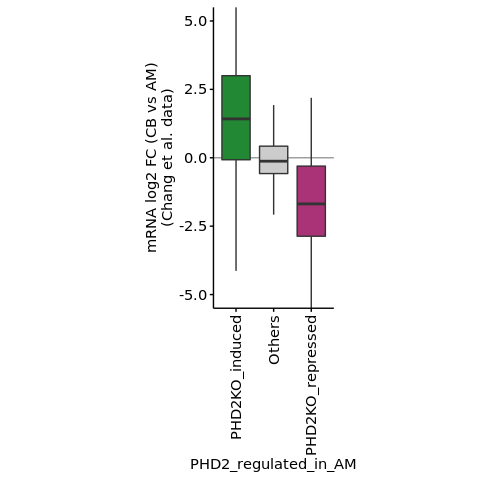 mRNA log2 FC (CB vs AM)
(Chang et al. data)
5.0
2.5
0.0
-2.5
-5.0
PHD2KO_induced
Others
PHD2KO_repressed
PHD2_regulated_in_AM